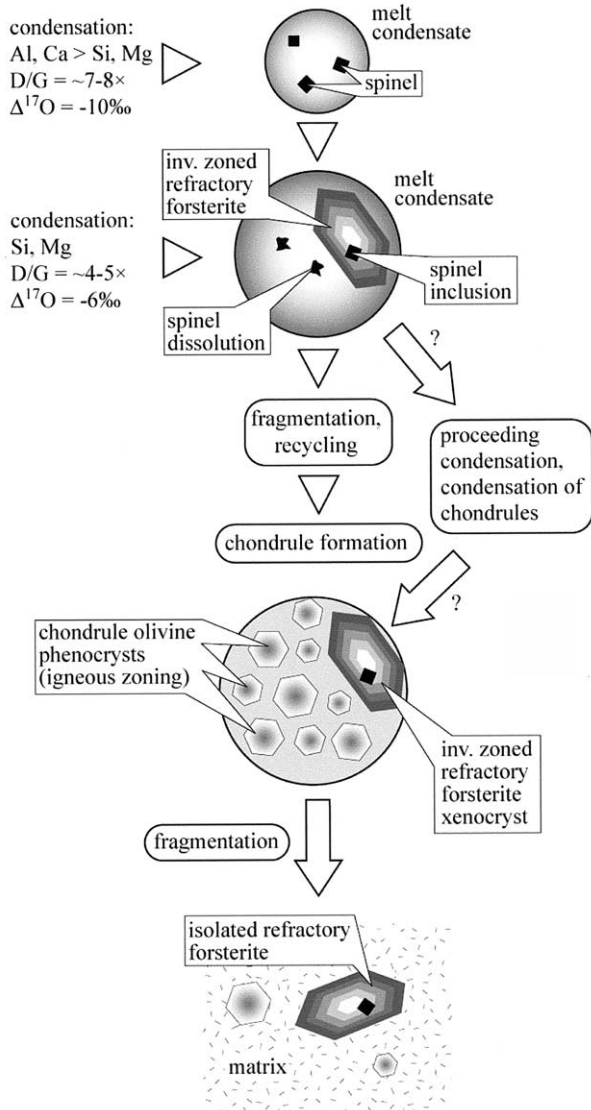 condensation:
Al, Ca > Si, Mg
D/G = ~7-8×
Δ¹⁷O = -10‰
melt
condensate
spinel
inv. zoned
refractory
forsterite
melt
condensate
condensation:
Si, Mg
D/G = ~4-5×
Δ¹⁷O = -6‰
spinel
inclusion
spinel
dissolution
?
fragmentation,
recycling
proceeding
condensation,
condensation of
chondrules
chondrule formation
?
chondrule olivine
phenocrysts
(igneous zoning)
inv. zoned
refractory
forsterite
xenocryst
fragmentation
isolated refractory
forsterite
matrix